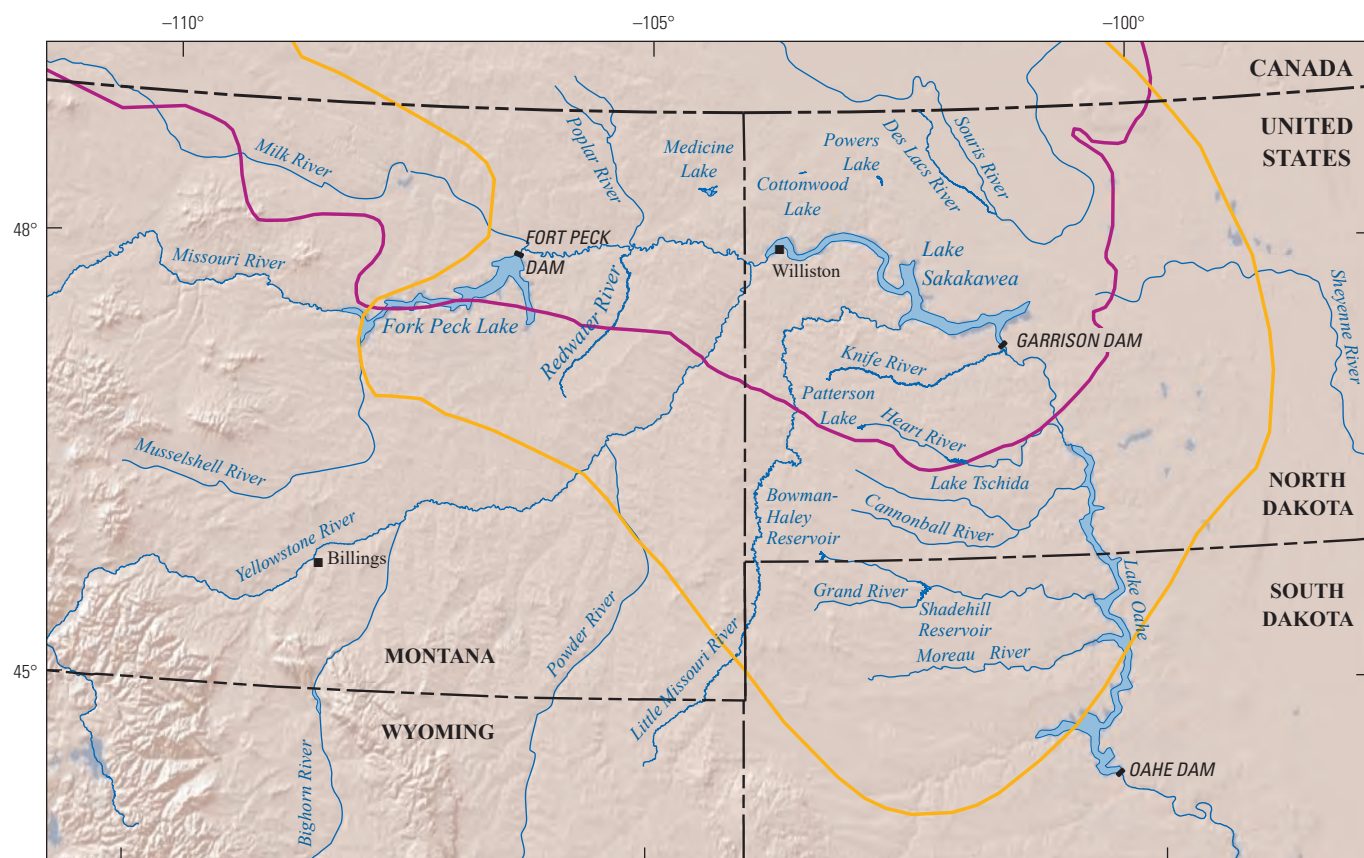 −110°
−105°
−100°
CANADA
UNITED
STATES
Milk River
Poplar River
Medicine
Lake
Powers
Lake
Des Lacs River
Souris River
Cottonwood
Lake
48°
FORT PECK
DAM
Missouri River
Williston
Lake
Sakakawea
Sheyenne River
Fork Peck Lake
Redwater River
GARRISON DAM
Knife River
Patterson
Lake
Heart River
Musselshell River
Lake Tschida
NORTH
DAKOTA
Bowman-
Haley
Reservoir
Cannonball River
Yellowstone River
Billings
Lake Oahe
SOUTH
DAKOTA
Grand River
Shadehill
Reservoir
Moreau River
Powder River
Little Missouri River
45°
MONTANA
WYOMING
Bighorn River
OAHE DAM